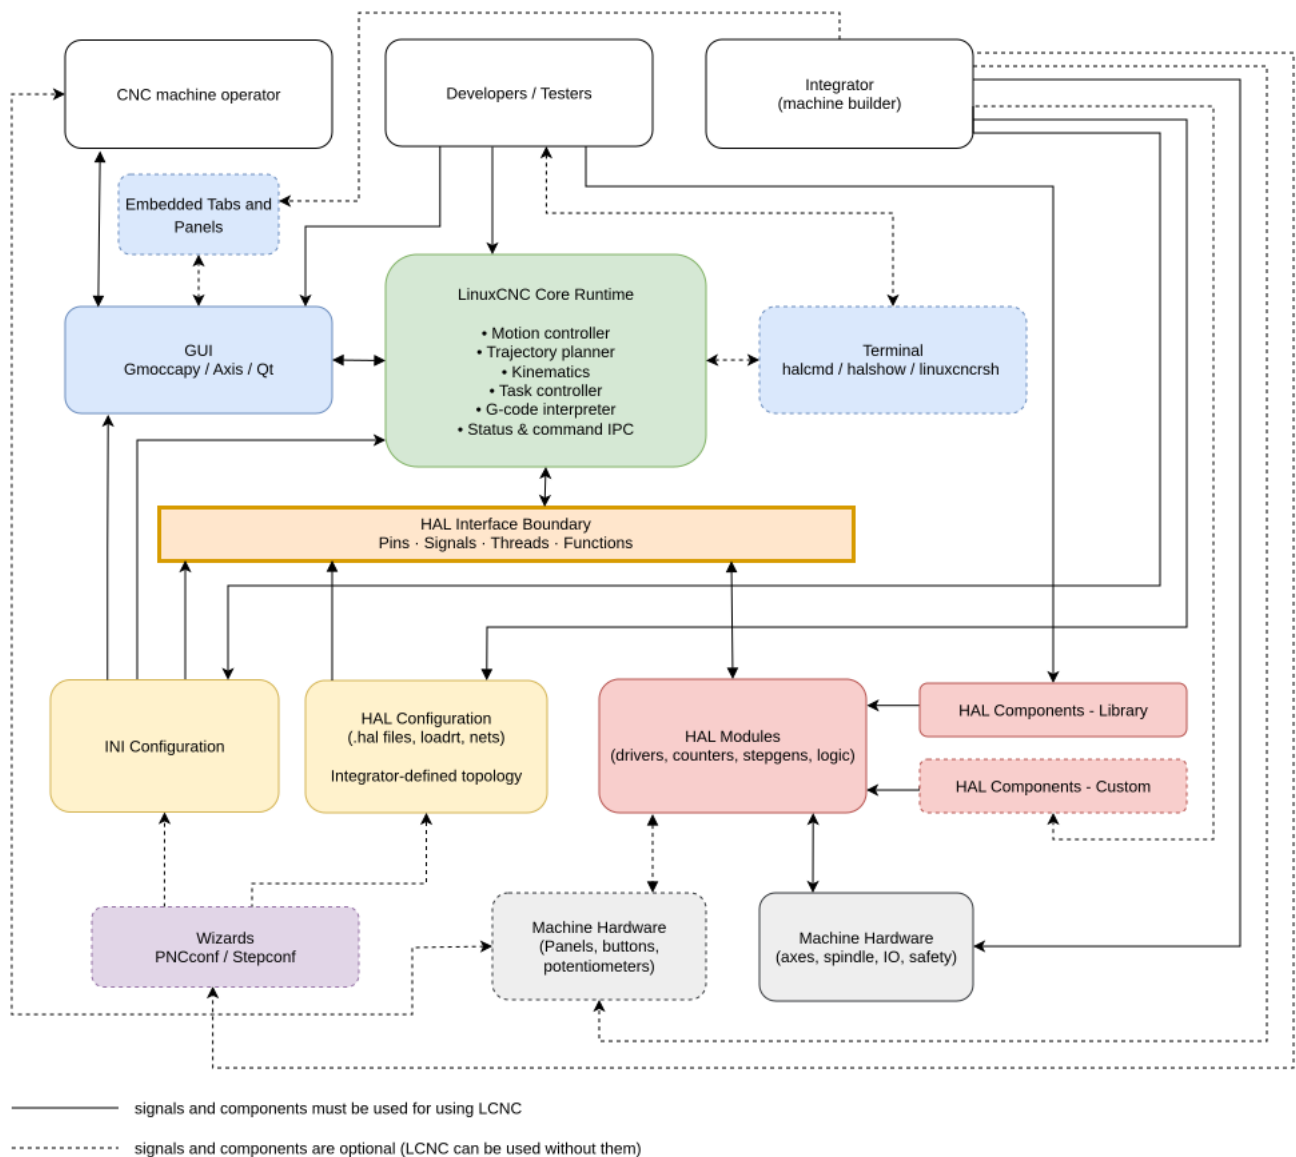 CNC machine operator
Developers / Testers
Integrator
(machine builder)
Embedded Tabs and
Panels
LinuxCNC Core Runtime
• Motion controller
• Trajectory planner
• Kinematics
• Task controller
• G-code interpreter
• Status & command IPC
GUI
Gmoccapy / Axis / Qt
Terminal
halcmd / halshow / linuxcncrsh
HAL Interface Boundary
Pins · Signals · Threads · Functions
INI Configuration
HAL Configuration
(.hal files, loadrt, nets)
Integrator-defined topology
HAL Modules
(drivers, counters, stepgens, logic)
HAL Components - Library
HAL Components - Custom
Wizards
PNCconf / Stepconf
Machine Hardware
(Panels, buttons,
potentiometers)
Machine Hardware
(axes, spindle, IO, safety)
signals and components must be used for using LCNC
signals and components are optional (LCNC can be used without them)